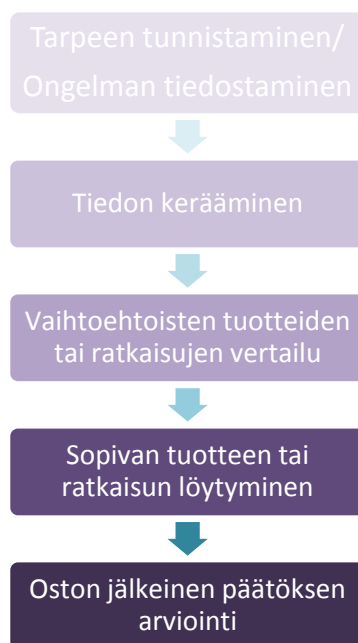 Tarpeen tunnistaminen/
Ongelman tiedostaminen
Tiedon kerääminen
Vaihtoehtoisten tuotteiden
tai ratkaisujen vertailu
Sopivan tuotteen tai
ratkaisun löytyminen
Oston jälkeinen päätöksen
arviointi